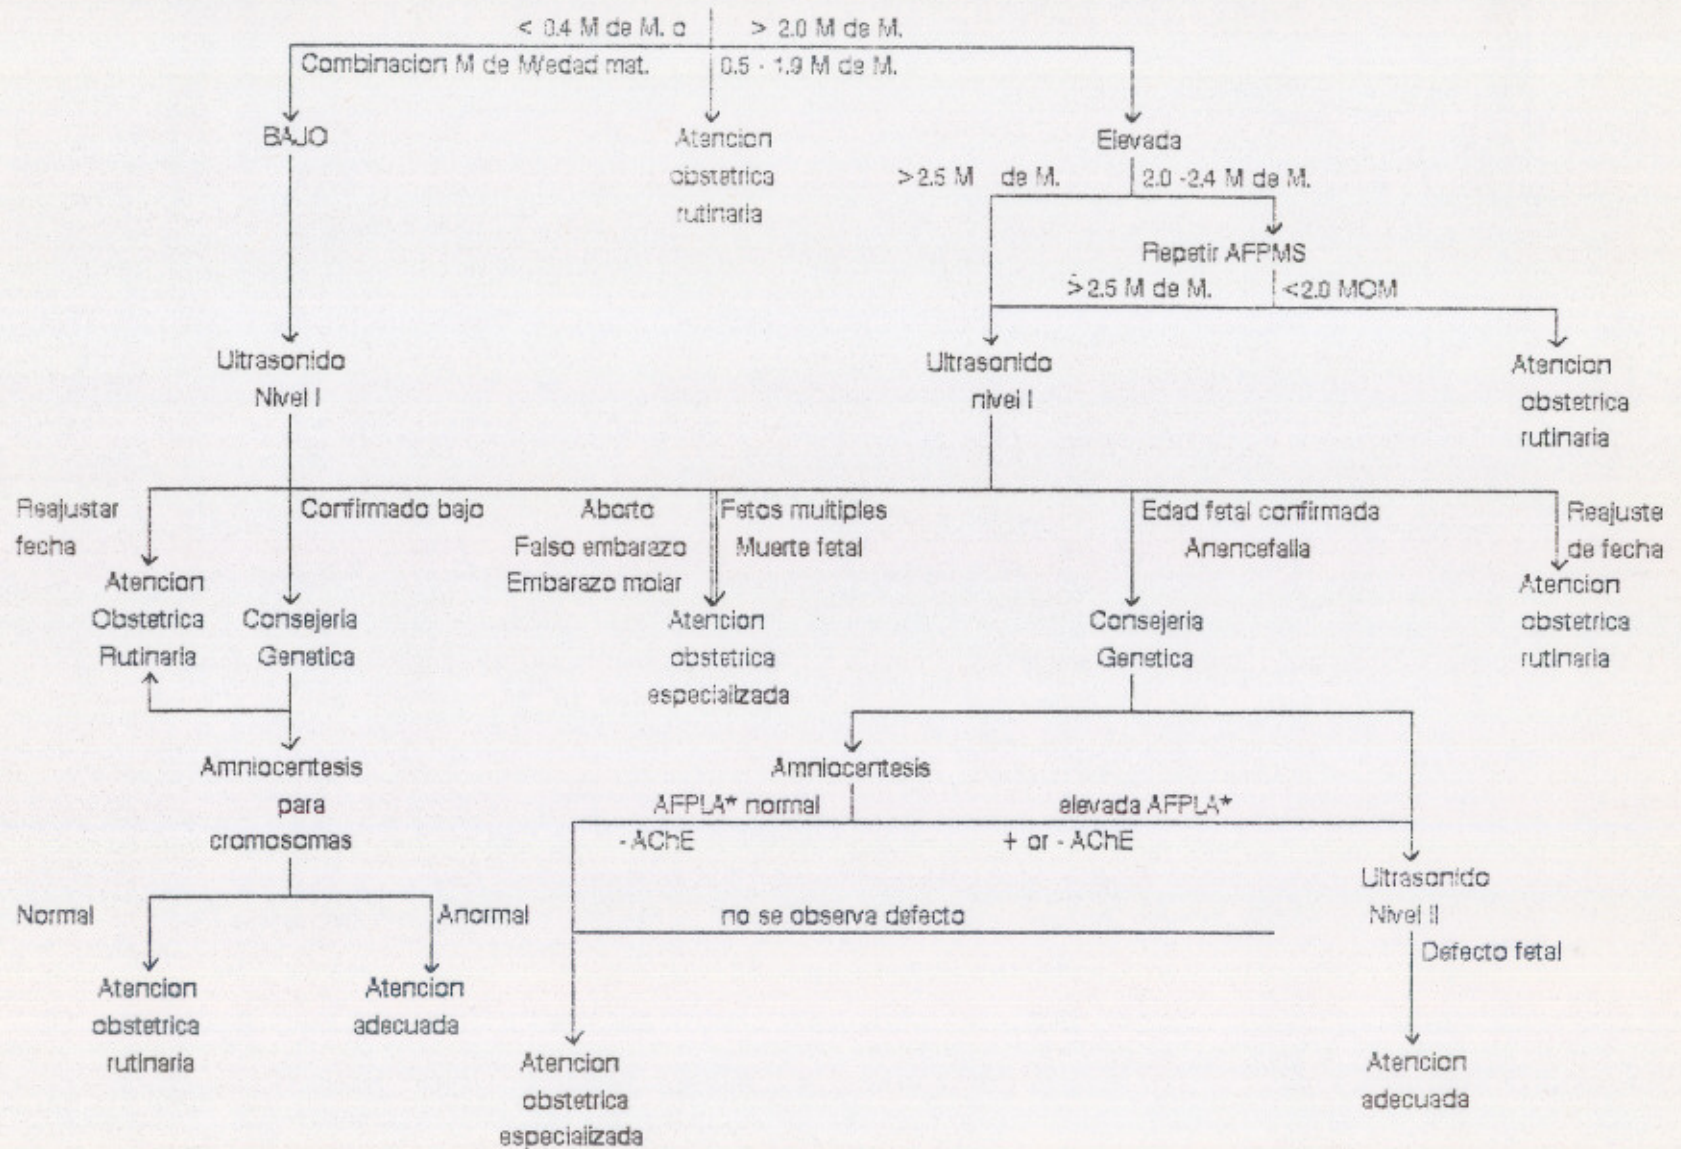 < 0.4 M de M. o > 2.0 M de M.
Combinacion M de M/edad mat. 0.5 - 1.9 M de M.
BAJO
Atencion
obstetrica
rutinaria
Elevada
>2.5 M de M. 2.0 -2.4 M de M.
Repetir AFPMS
>2.5 M de M. <2.0 MOM
Ultrasonido
Nivel I
Ultrasonido
nivel I
Atencion
obstetrica
rutinaria
Reajustar
fecha
Confirmado bajo
Aborto
Falso embarazo
Embarazo molar
Fetos multiples
Muerte fetal
Edad fetal confirmada
Anencefalia
Reajuste
de fecha
Atencion
Obstetrica
Rutinaria
Consejeria
Genetica
Atencion
obstetrica
especializada
Consejeria
Genetica
Atencion
obstetrica
rutinaria
Amniocentesis
para
cromosomas
Amniocentesis
AFPLA* normal elevada AFPLA*
- AChE + or - AChE
Ultrasonido
Nivel II
Normal Anormal
no se observa defecto
Defecto fetal
Atencion
obstetrica
rutinaria
Atencion
adecuada
Atencion
obstetrica
especializada
Atencion
adecuada